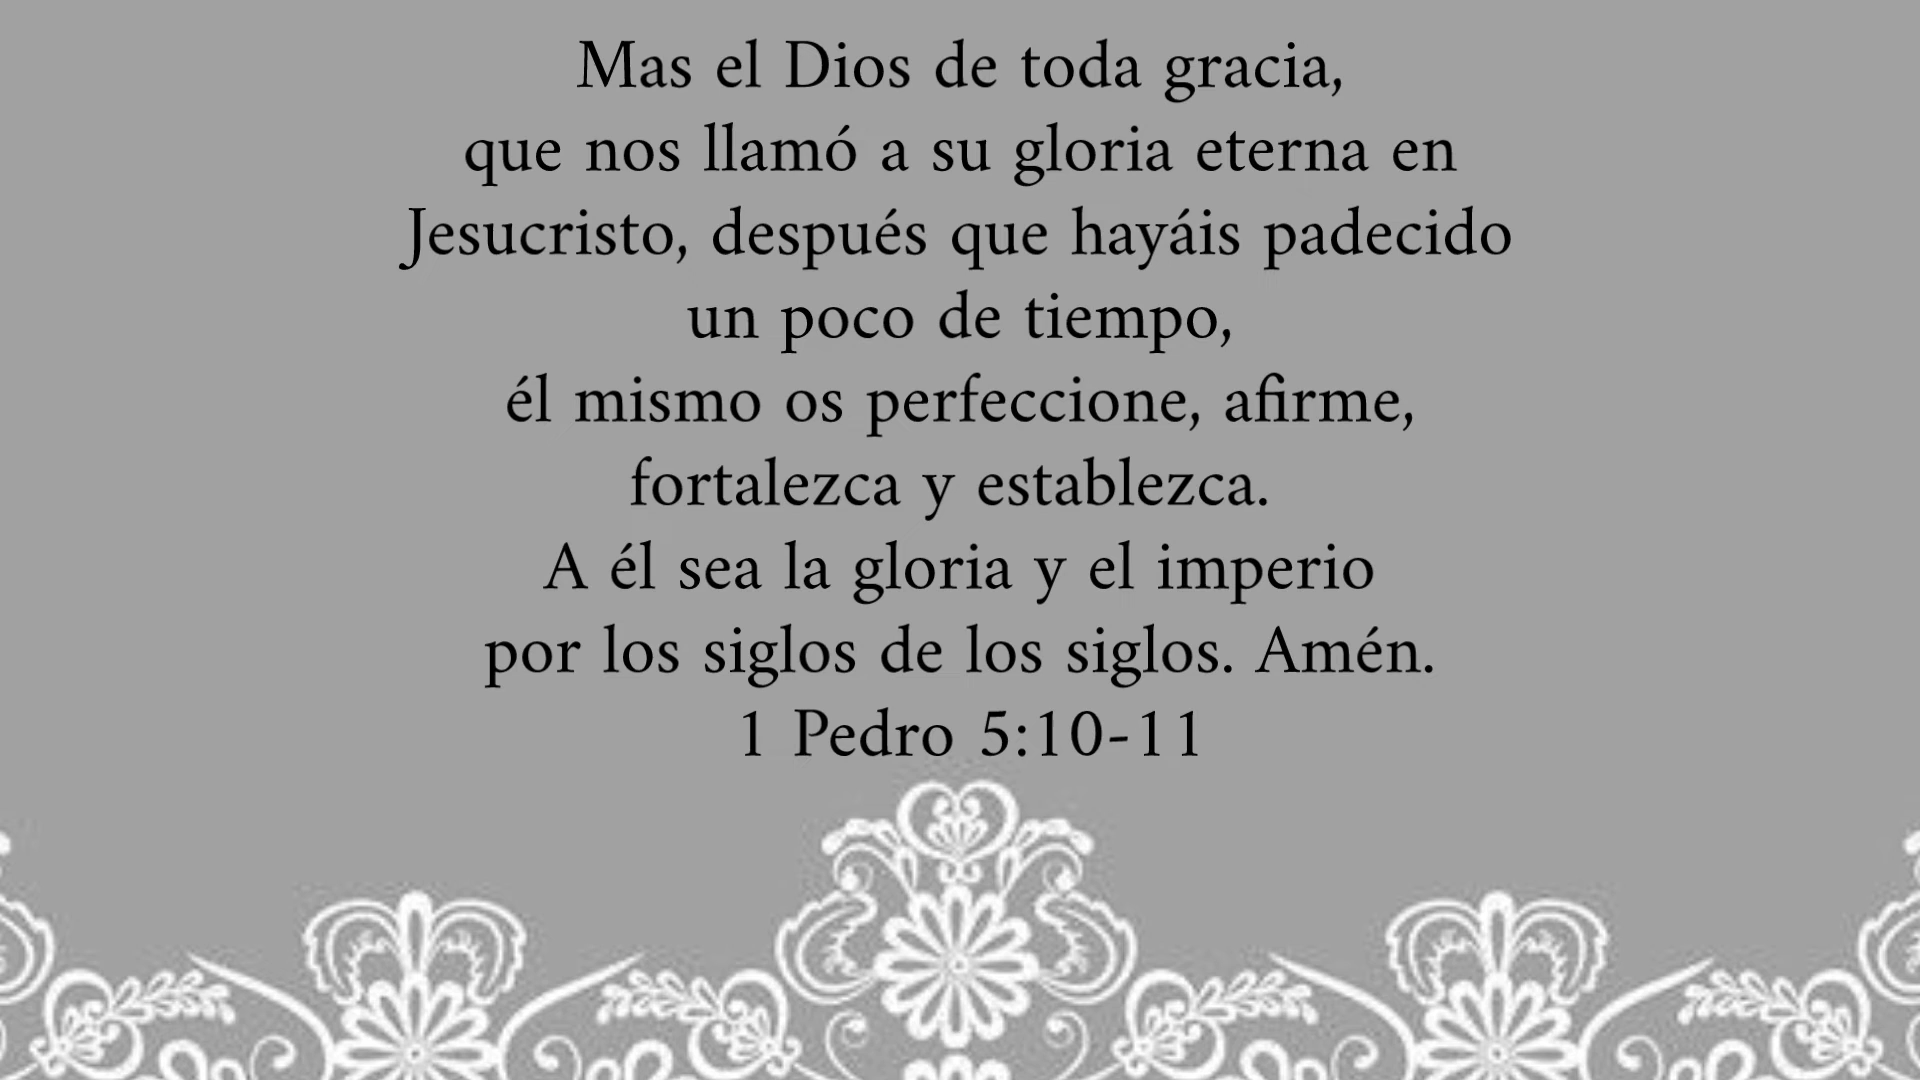 Mas el Dios de toda gracia,
que nos llamó a su gloria eterna en
Jesucristo, después que hayáis padecido
un poco de tiempo,
él mismo os perfeccione, afirme,
fortalezca y establezca.
A él sea la gloria y el imperio
por los siglos de los siglos. Amén.
1 Pedro 5:10-11